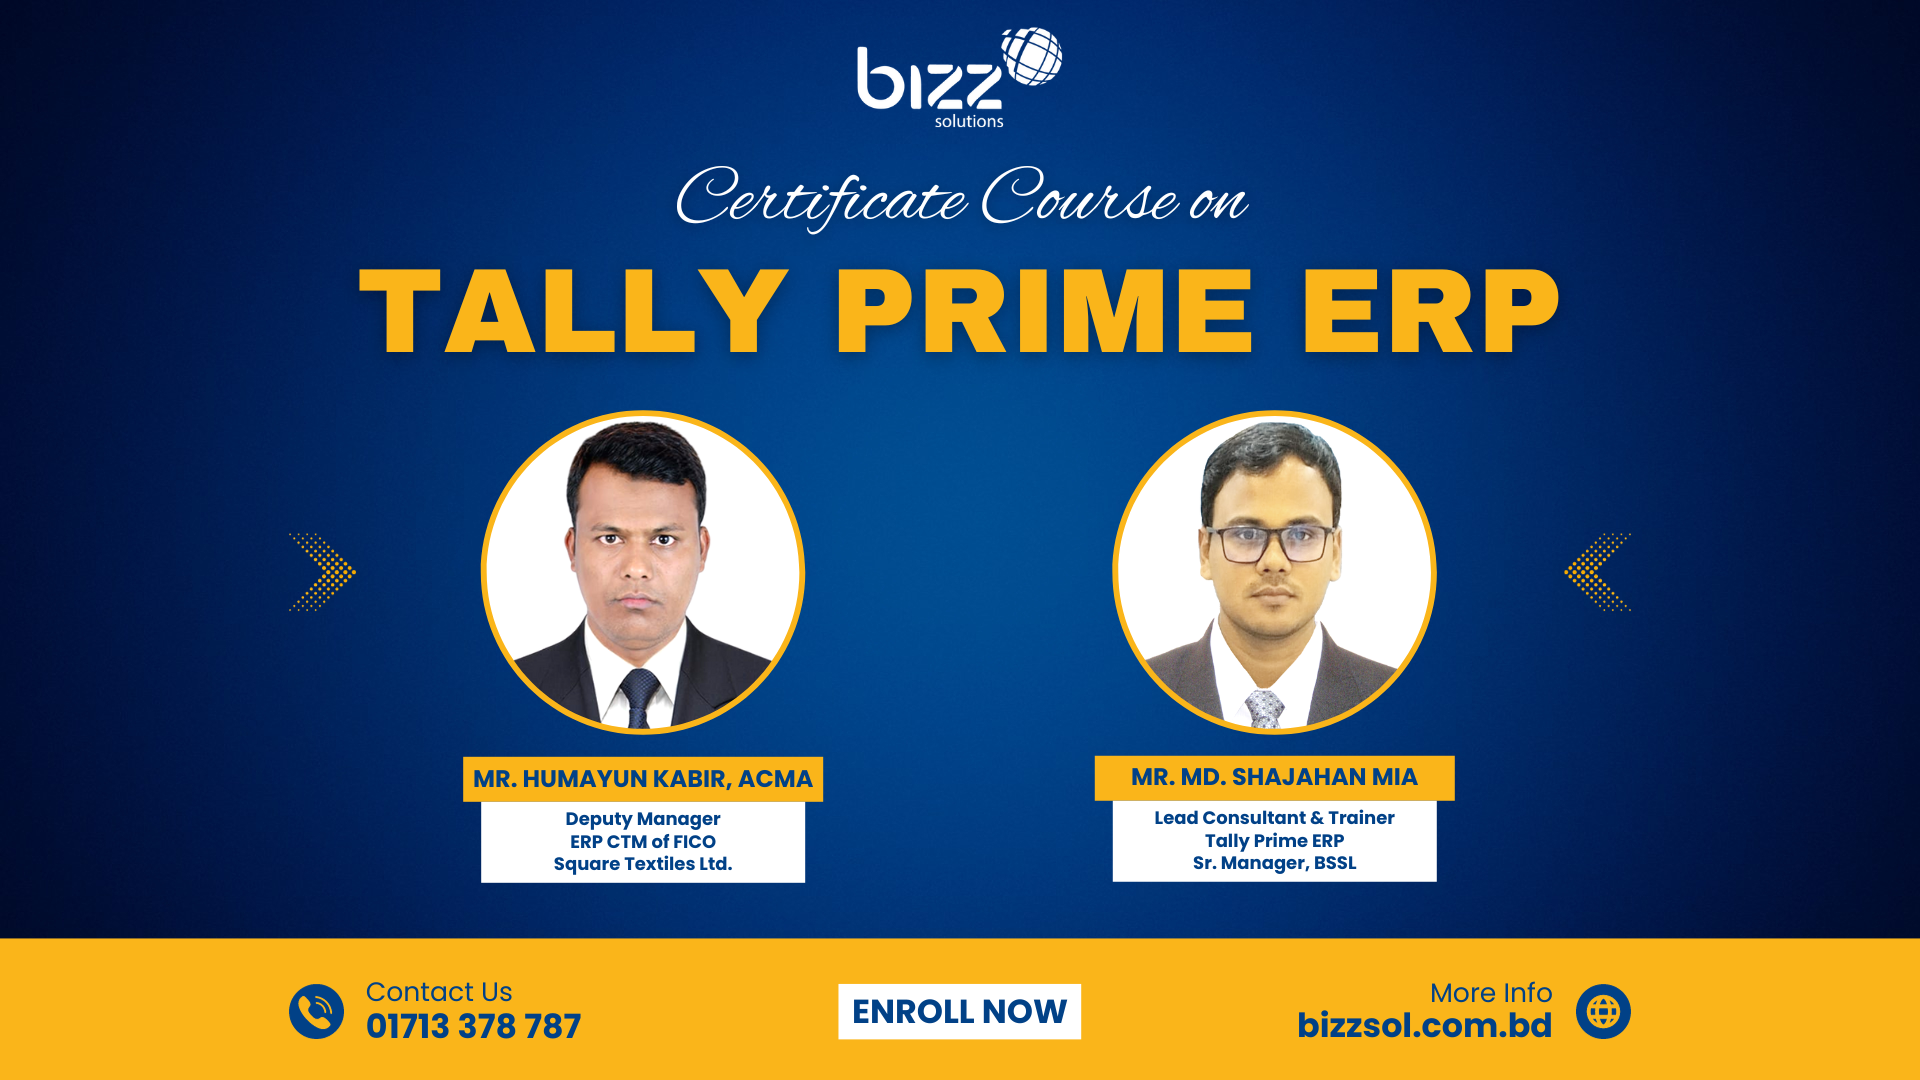 bizz
solutions
Certificate Course on
TALLY PRIME ERP
MR. HUMAYUN KABIR, ACMA
Deputy Manager
ERP CTM of FICO
Square Textiles Ltd.
MR. MD. SHAJAHAN MIA
Lead Consultant & Trainer
Tally Prime ERP
Sr. Manager, BSSL
Contact Us
01713 378 787
ENROLL NOW
More Info
bizzsol.com.bd